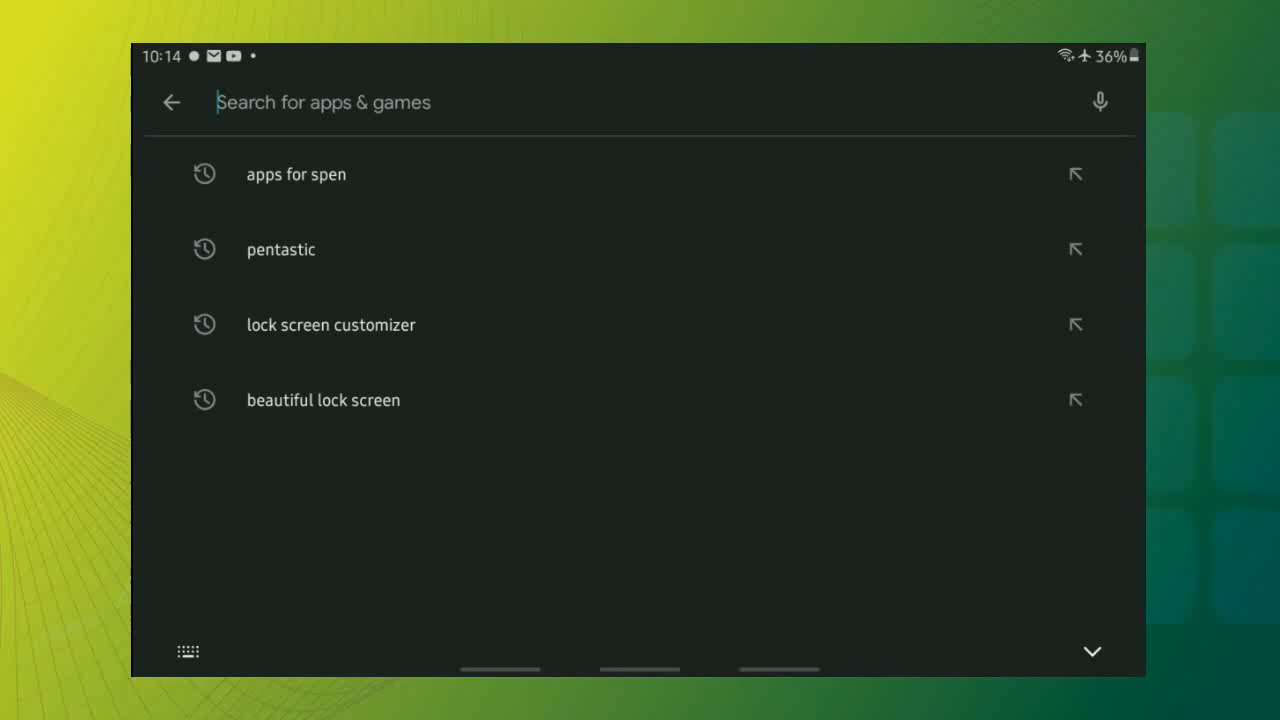 10:14
36%
Search for apps & games
apps for spen
pentastic
lock screen customizer
beautiful lock screen